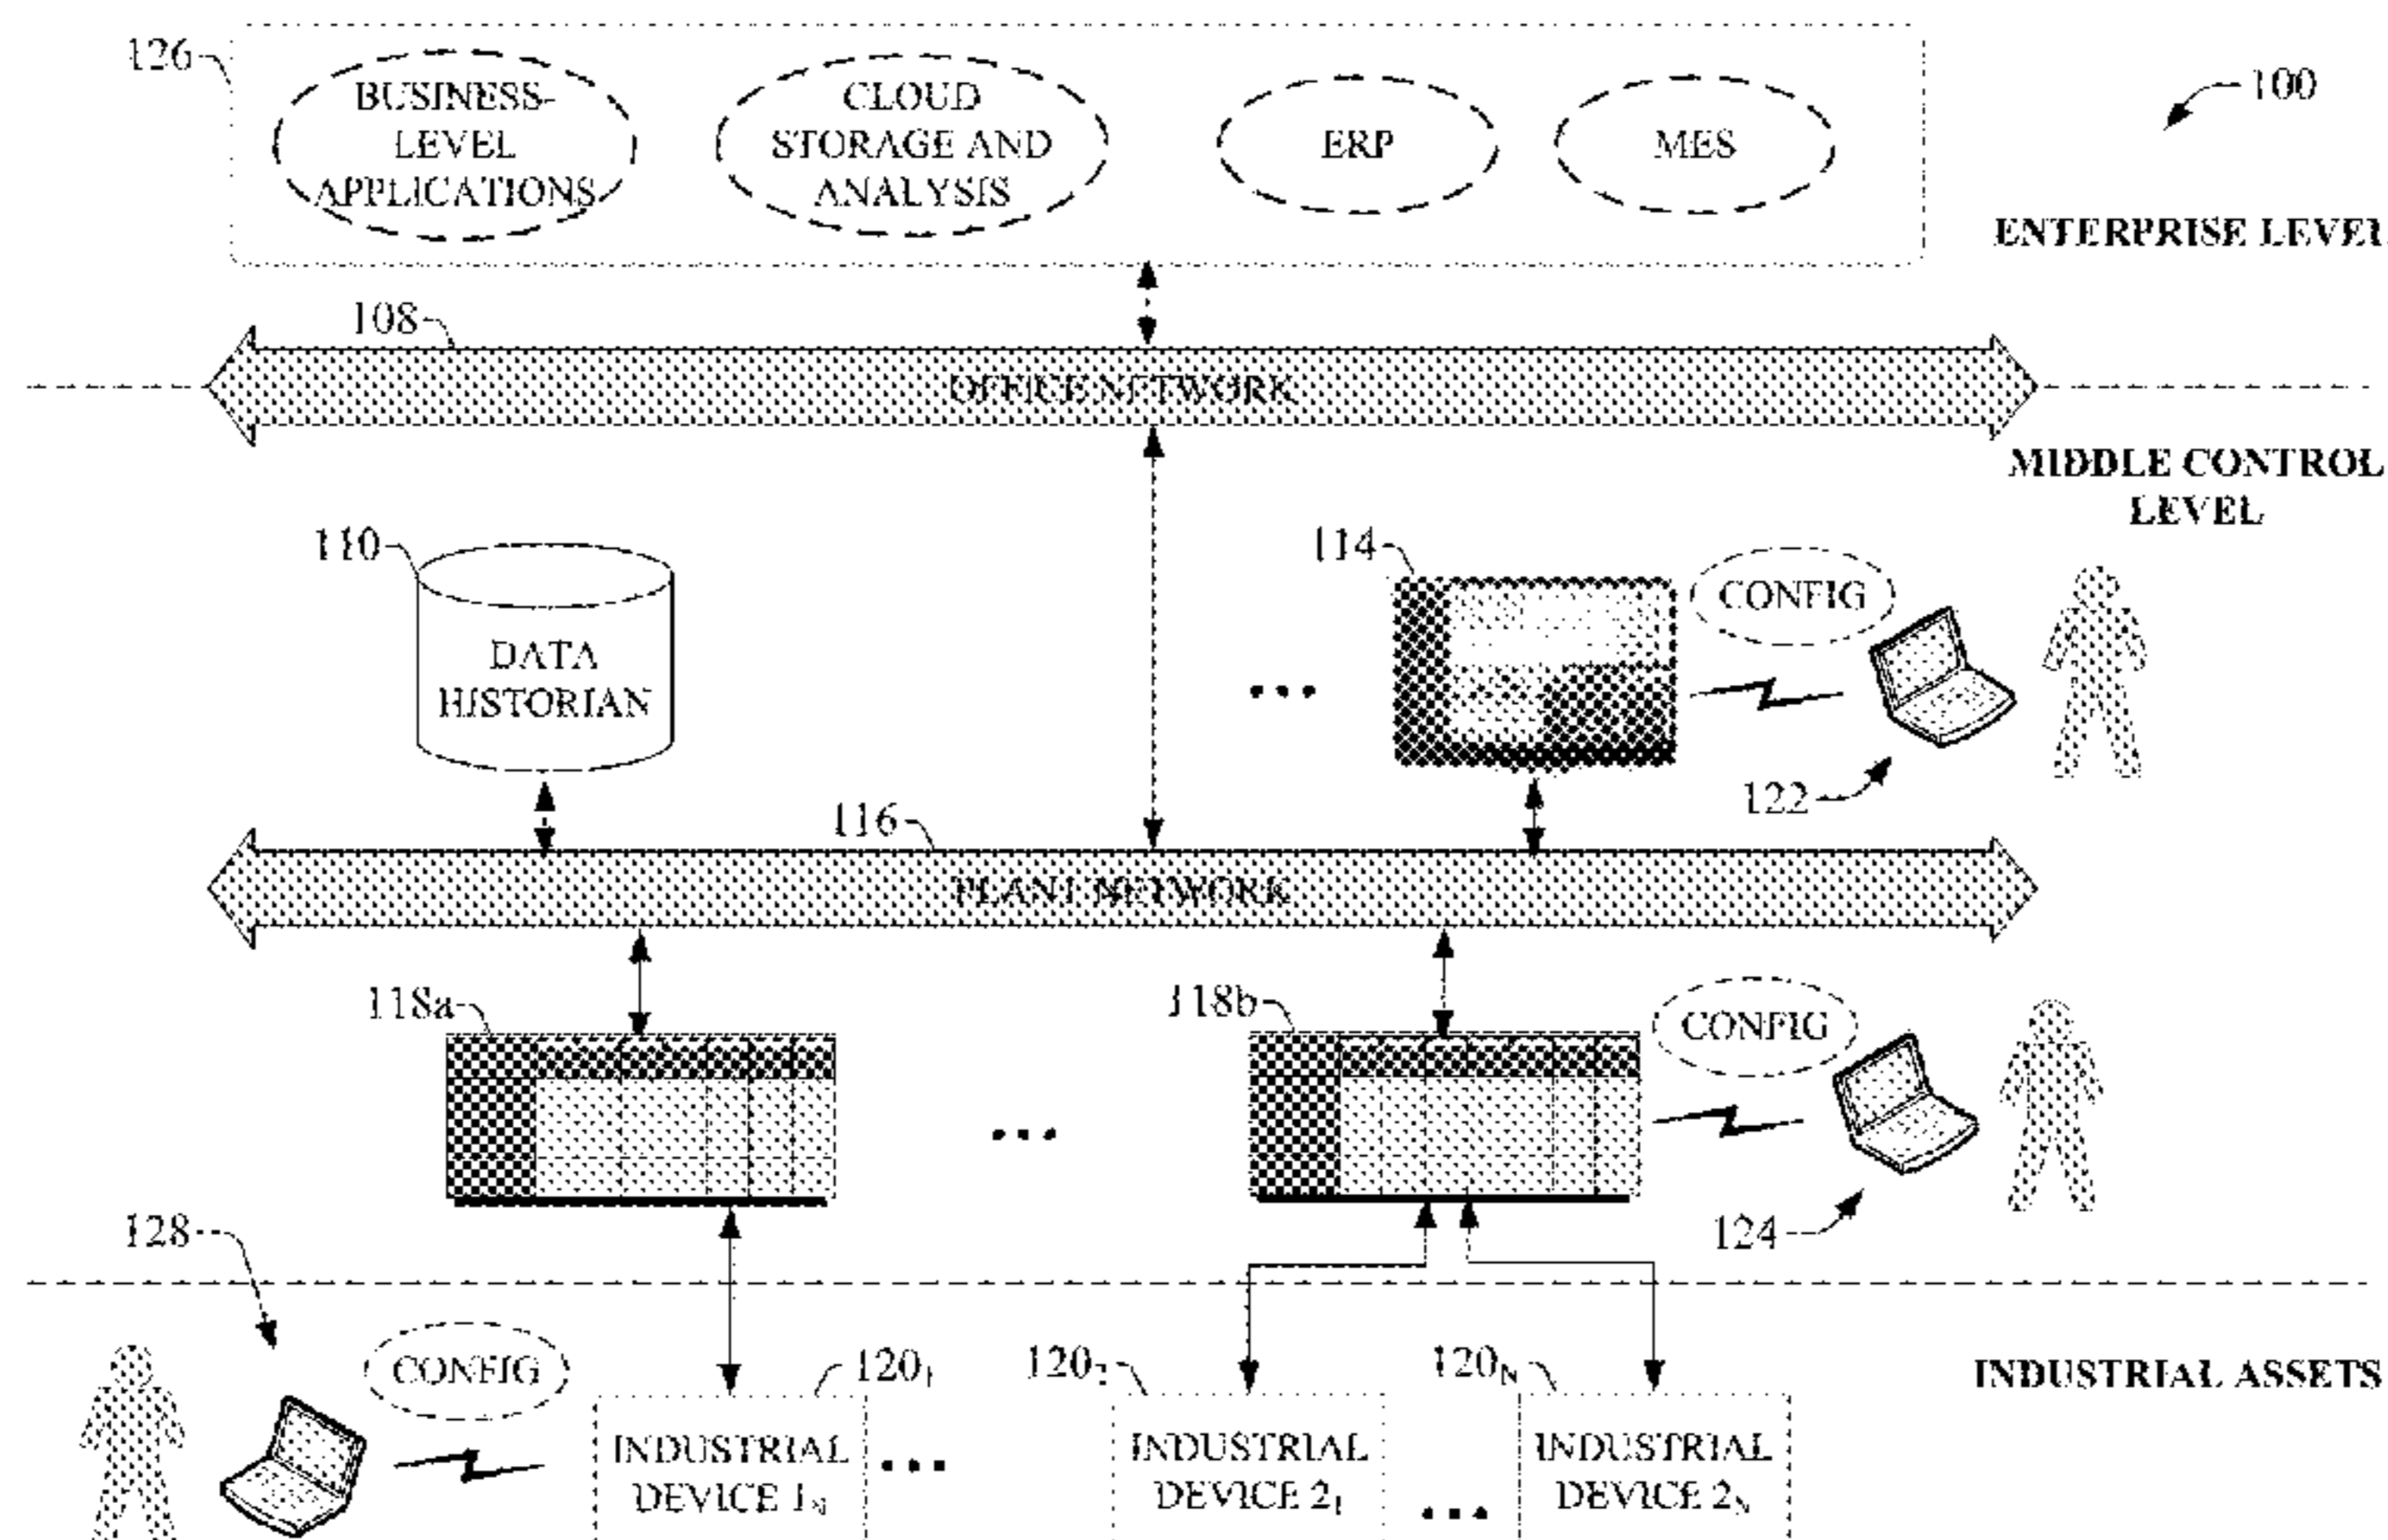 126
BUSINESS-
LEVEL
APPLICATIONS
CLOUD
STORAGE AND
ANALYSIS
ERP
MES
100
ENTERPRISE LEVEL
108
OFFICE NETWORK
MIDDLE CONTROL
LEVEL
110
DATA
HISTORIAN
114
CONFIG
122
116
PLANT NETWORK
118a
118b
CONFIG
124
128
CONFIG
120₁
120₂
120N
INDUSTRIAL ASSETS
INDUSTRIAL
DEVICE 1N
INDUSTRIAL
DEVICE 2₁
INDUSTRIAL
DEVICE 2N